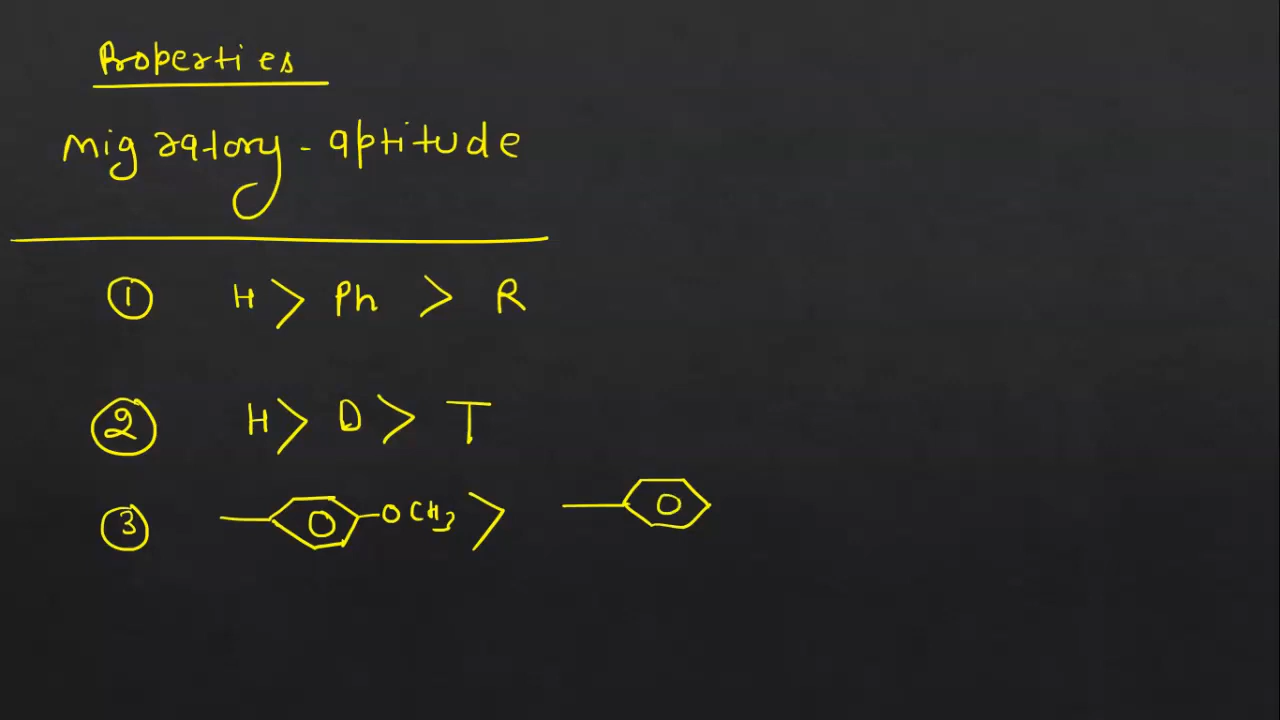 Properties
migratory - aptitude
① H > Ph > R
② H > D > T
③ OCH3 >